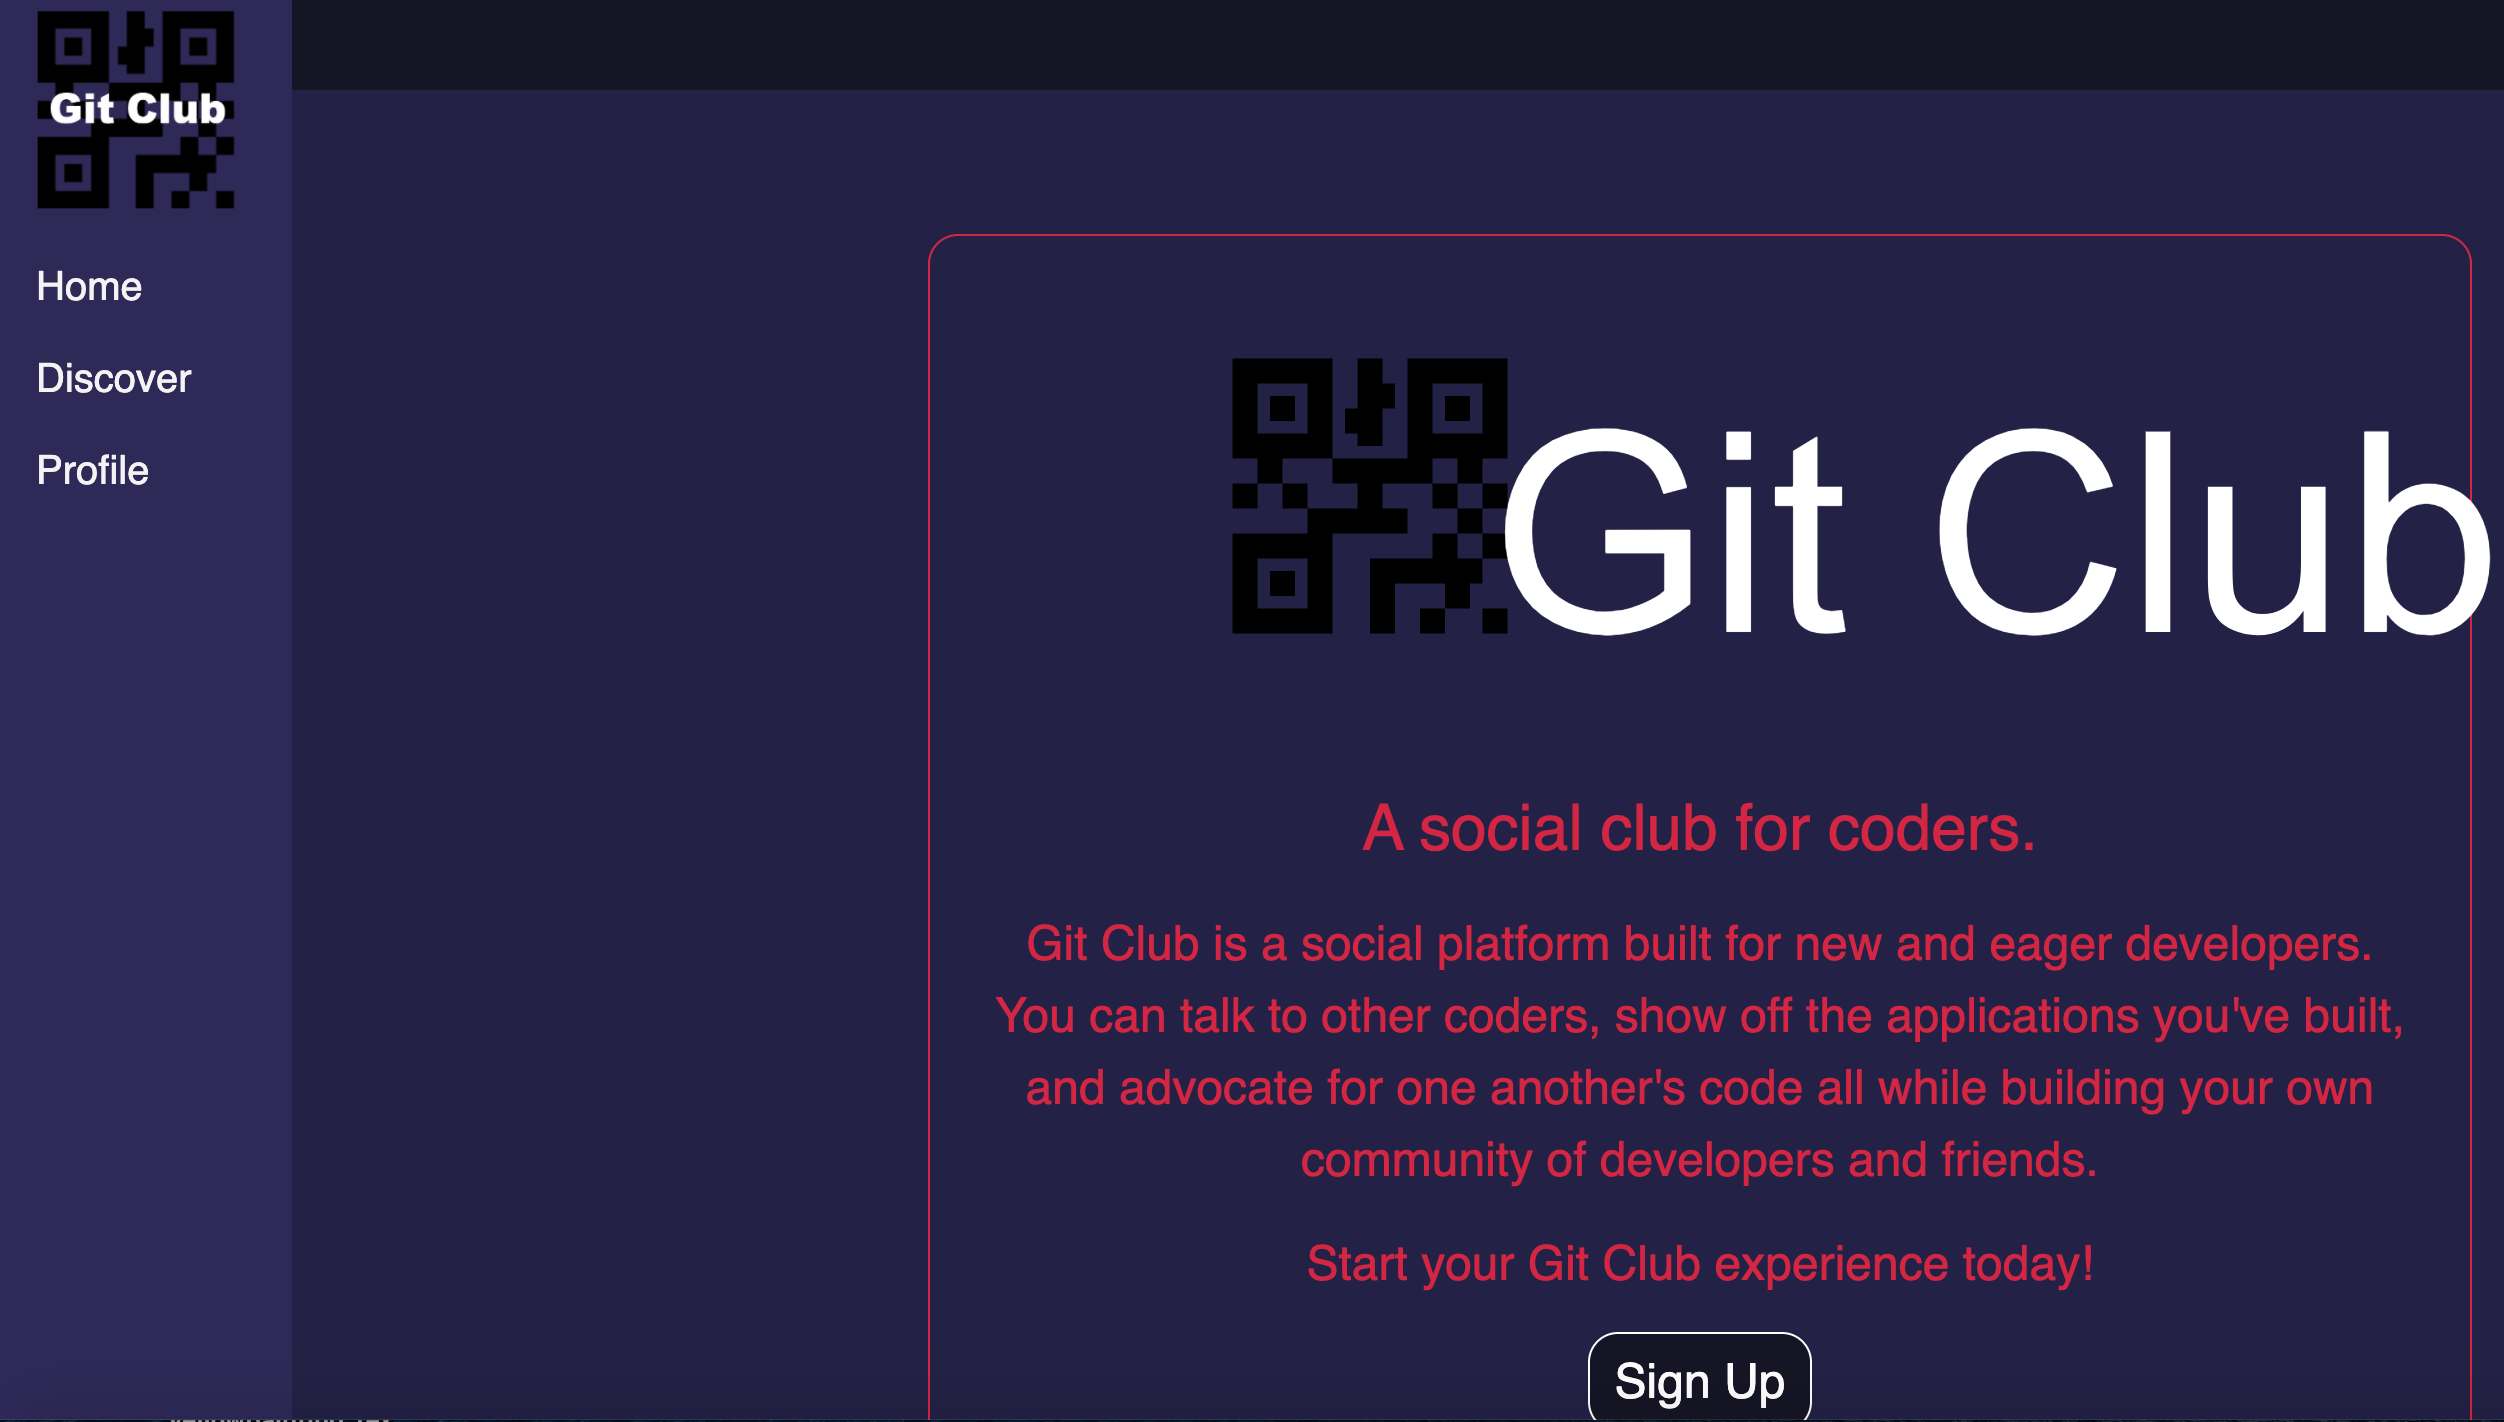 Git Club
Home
Discover
Profile
Git Club
A social club for coders.
Git Club is a social platform built for new and eager developers.
You can talk to other coders, show off the applications you've built,
and advocate for one another's code all while building your own
community of developers and friends.
Start your Git Club experience today!
Sign Up